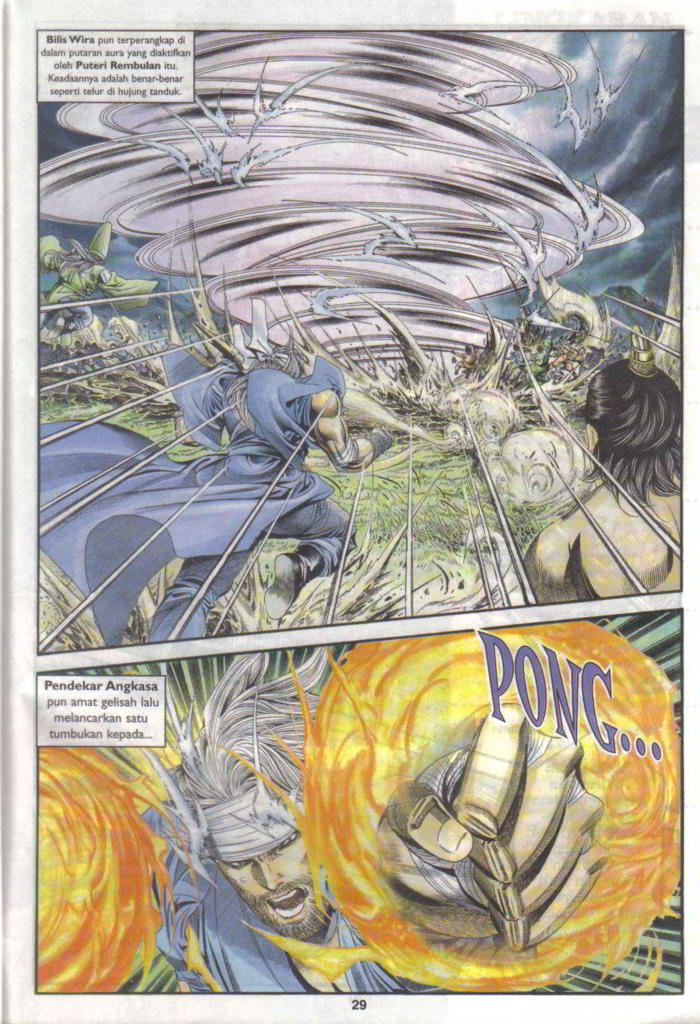 Bilis Wira pun terperangkap di
dalam putaran aura yang diaktifkan
oleh Puteri Rembulan itu.
Keadaannya adalah benar-benar
seperti telur di hujung tanduk.
Pendekar Angkasa
pun amat gelisah lalu
melancarkan satu
tumbukan kepada...
PONG...
29